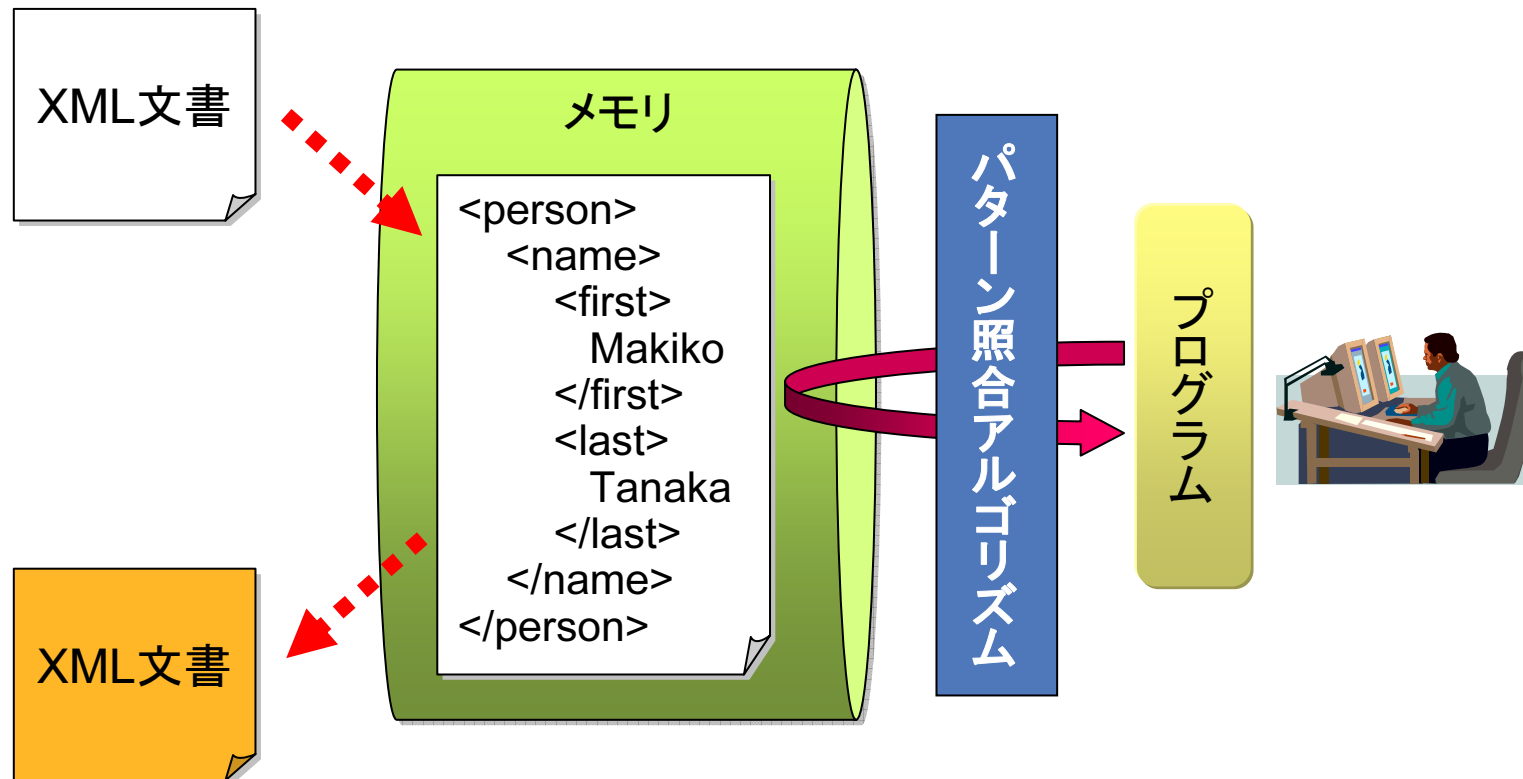 XML文書
メモリ
<person>
<name>
<first>
Makiko
</first>
<last>
Tanaka
</last>
</name>
</person>
パターン照合アルゴリズム
プログラム
XML文書